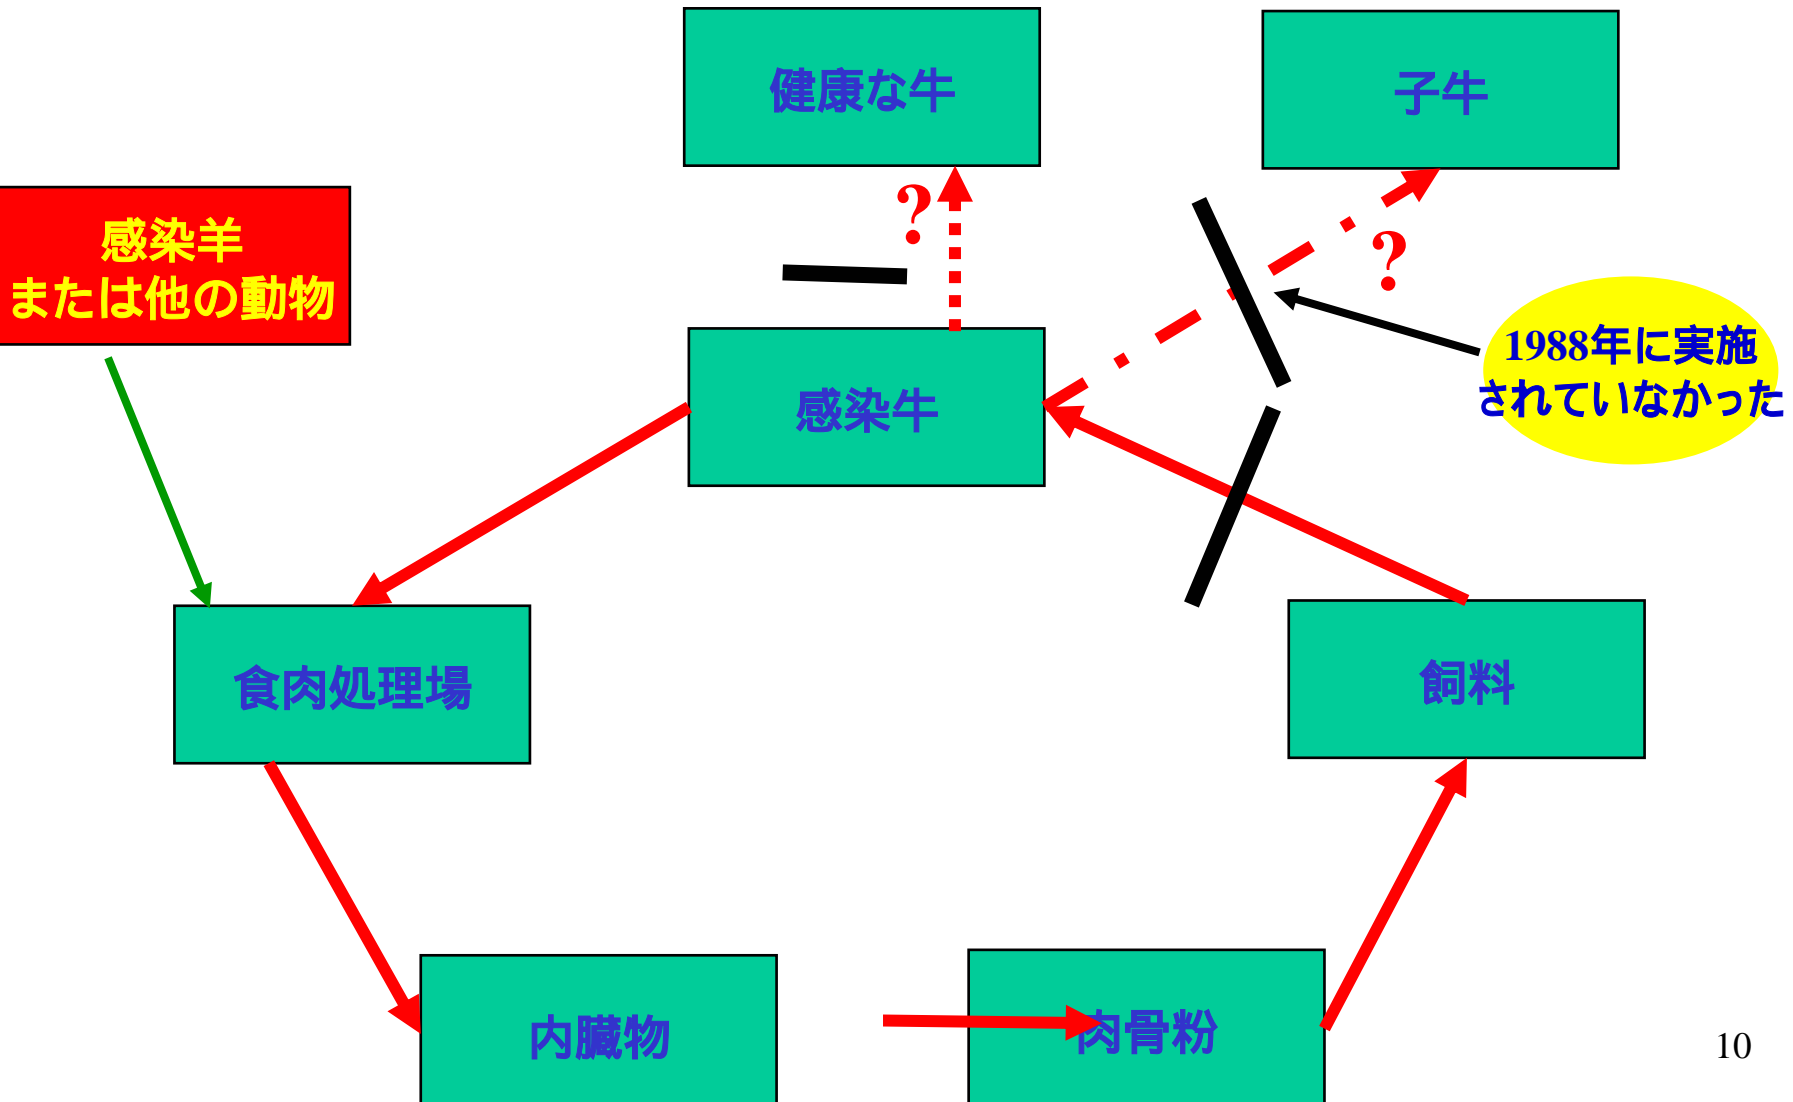 健康な牛
子牛
感染羊
または他の動物
?
?
1988年に実施
されていなかった
感染牛
食肉処理場
飼料
内臓物
肉骨粉
10